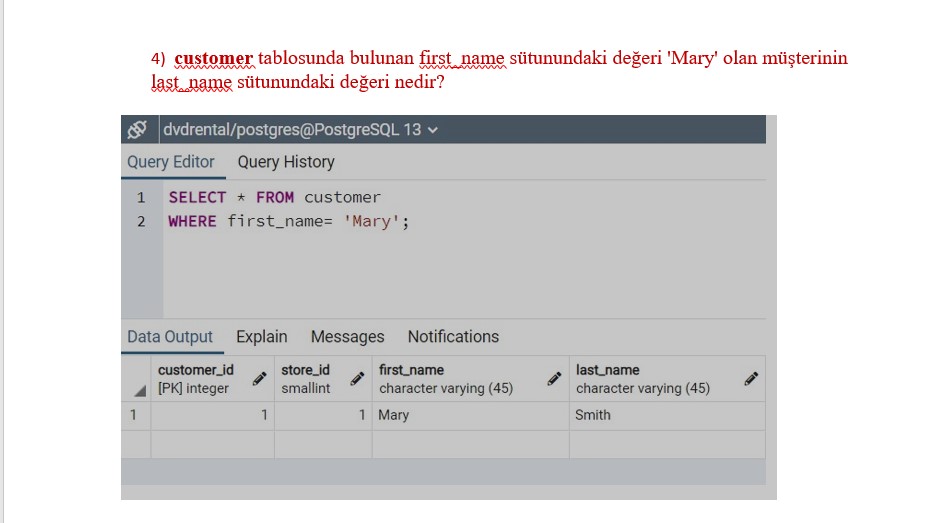 4) customer tablosunda bulunan first_name sütunundaki değeri 'Mary' olan müşterinin
last_name sütunundaki değeri nedir?
dvdrental/postgres@PostgreSQL 13
Query Editor Query History
1 SELECT * FROM customer
2 WHERE first_name= 'Mary';
Data Output Explain Messages Notifications
customer_id store_id first_name last_name
[PK] integer smallint character varying (45) character varying (45)
1 1 1 Mary Smith